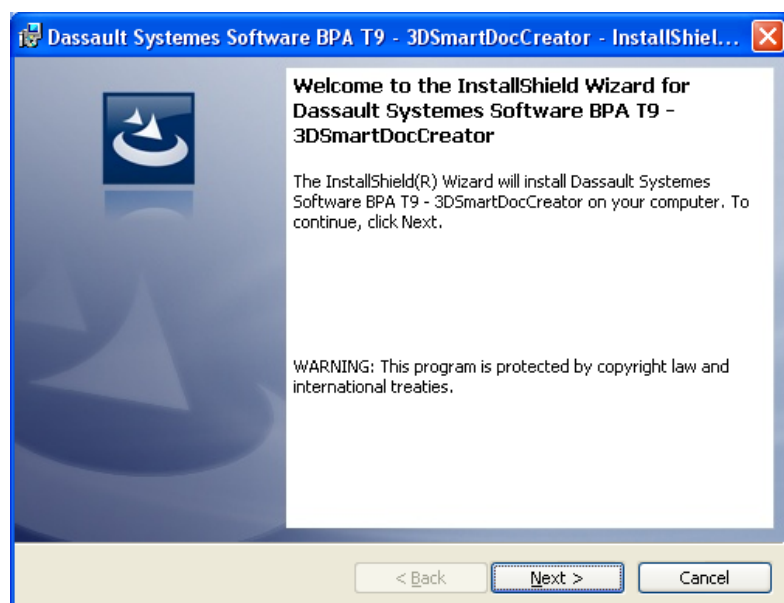 Dassault Systemes Software BPA T9 - 3DSmartDocCreator - InstallShiel...
Welcome to the InstallShield Wizard for
Dassault Systemes Software BPA T9 -
3DSmartDocCreator
The InstallShield(R) Wizard will install Dassault Systemes
Software BPA T9 - 3DSmartDocCreator on your computer. To
continue, click Next.
WARNING: This program is protected by copyright law and
international treaties.
< Back Next > Cancel